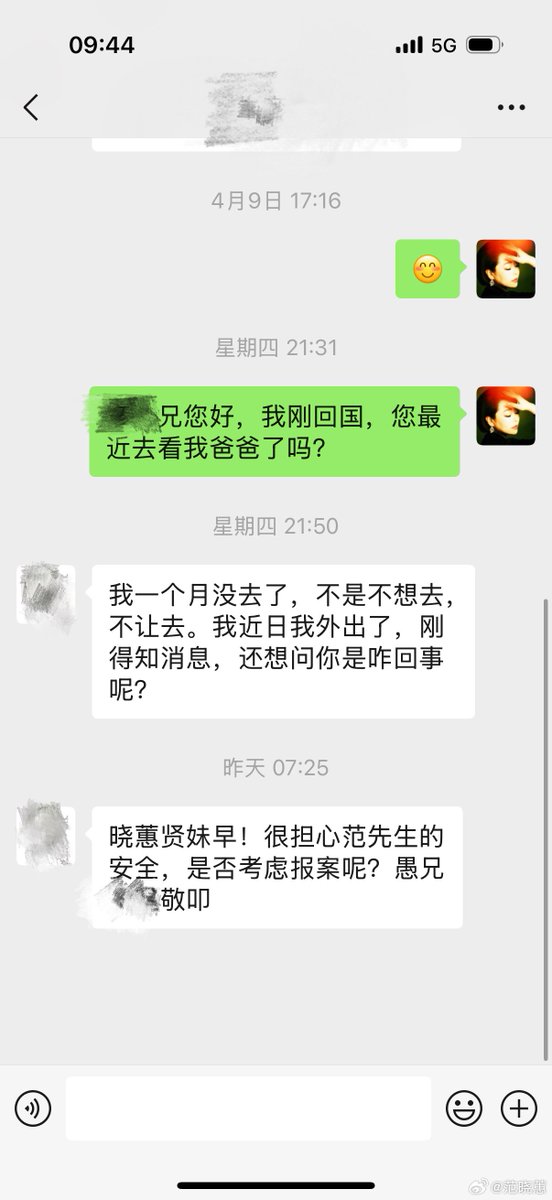 09:44
5G
4月9日 17:16
星期四 21:31
兄您好，我刚回国，您最
近去看我爸爸了吗？
星期四 21:50
我一个月没去了，不是不想去，
不让去。我近日我外出了，刚
得知消息，还想问你是咋回事
呢？
昨天 07:25
晓蕙贤妹早！很担心范先生的
安全，是否考虑报案呢？愚兄
敬叩
@范晓蕙